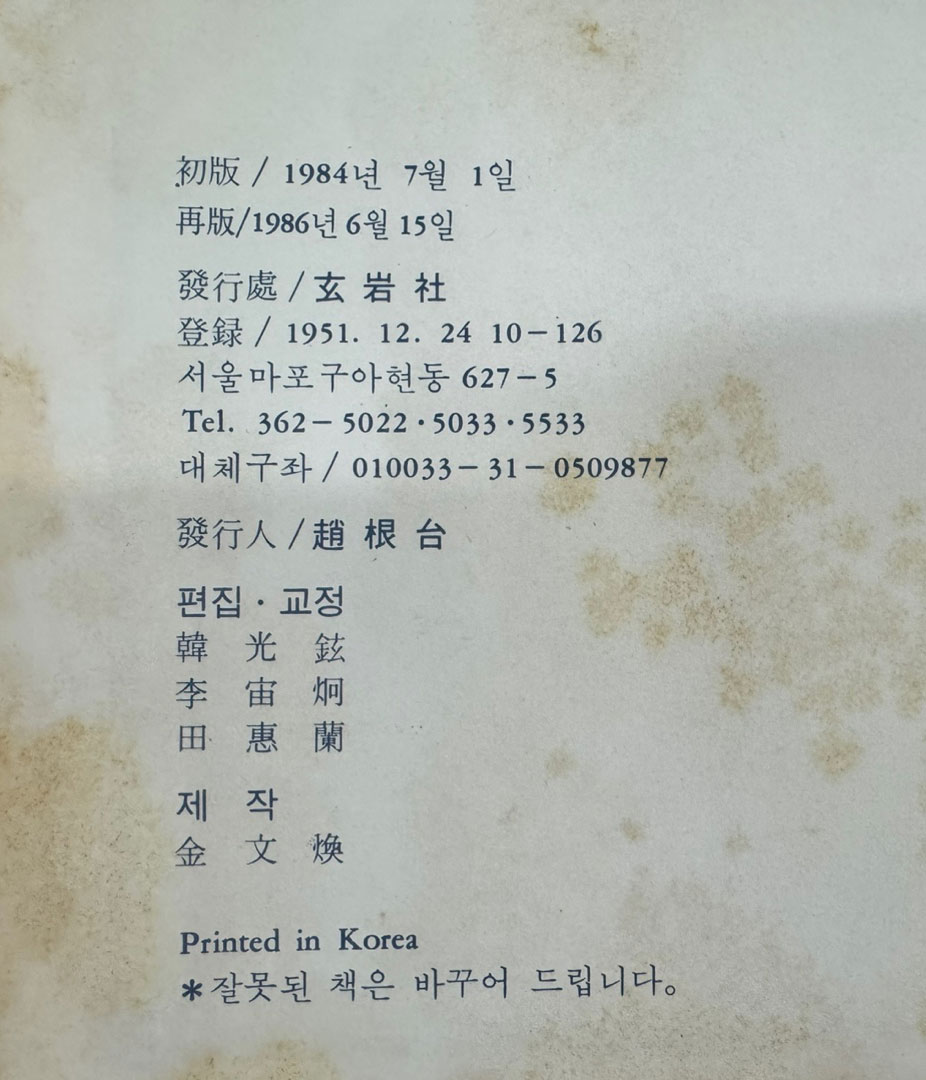 初版 / 1984년 7월 1일
再版/1986년 6월 15일
發行處 / 玄岩社
登録 / 1951. 12. 24 10－126
서울마포구아현동 627－5
Tel. 362－5022·5033·5533
대체구좌 / 010033－31－0509877
發行人 / 趙根台
편집·교정
韓光鉉
李宙炯
田惠蘭
제작
金文煥
Printed in Korea
*잘못된 책은 바꾸어 드립니다。